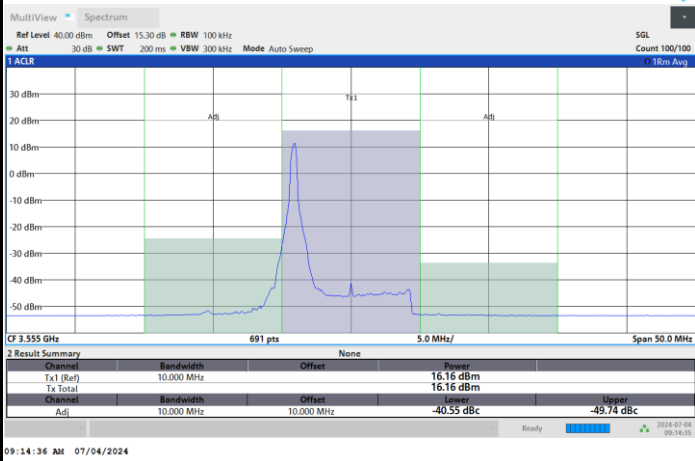 MultiView Spectrum
Ref Level 40.00 dBm Offset 15.30 dB RBW 100 kHz SGL
Att 30 dB SWT 200 ms VBW 300 kHz Mode Auto Sweep Count 100/100
1 ACLR 1Rm Avg
30 dBm
Tx1
20 dBm
Adj Adj
10 dBm
0 dBm
-10 dBm
-20 dBm
-30 dBm
-40 dBm
-50 dBm
CF 3.555 GHz 691 pts 5.0 MHz/ Span 50.0 MHz
2 Result Summary None
Channel Bandwidth Offset Power
Tx1 (Ref) 10.000 MHz 16.16 dBm
Tx Total 16.16 dBm
Channel Bandwidth Offset Lower Upper
Adj 10.000 MHz 10.000 MHz -40.55 dBc -49.74 dBc
Ready 2024-07-04
09:14:35
09:14:36 AM 07/04/2024